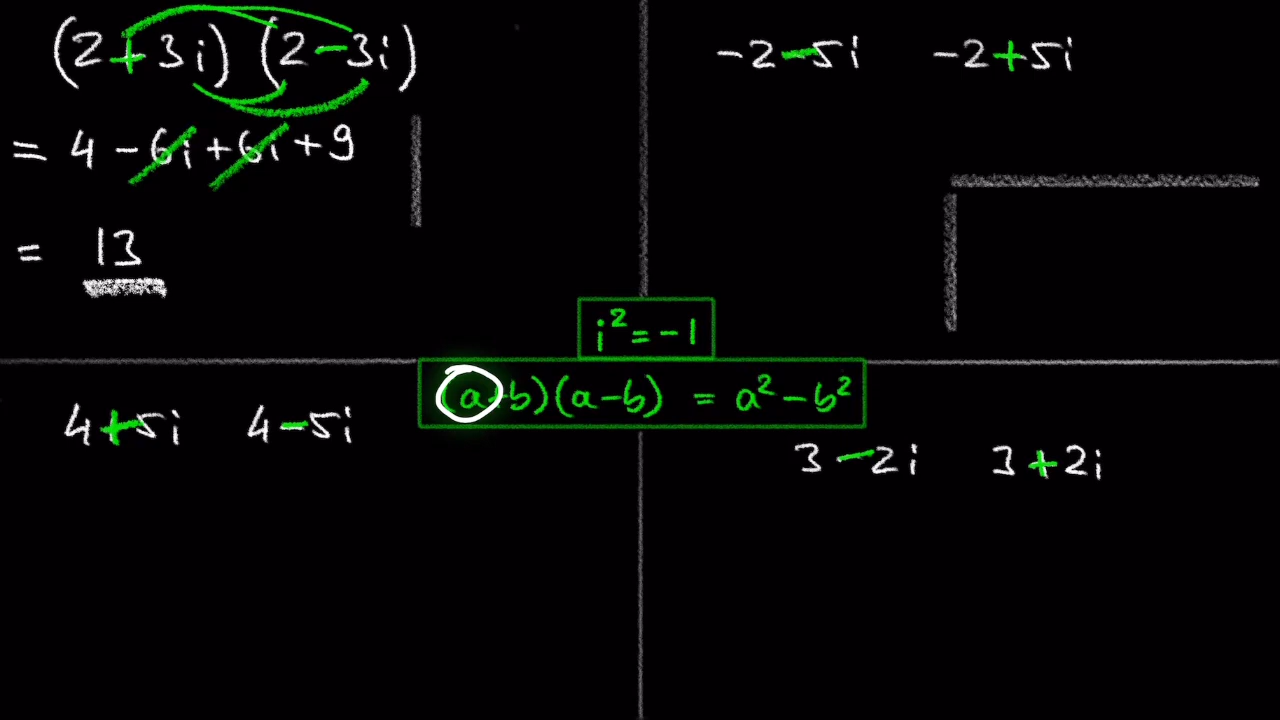 (2+3i) (2-3i)
= 4 -6i +6i +9
= 13
-2-5i -2+5i
i² = -1
(a+b)(a-b) = a² - b²
4+5i 4-5i
3-2i 3+2i